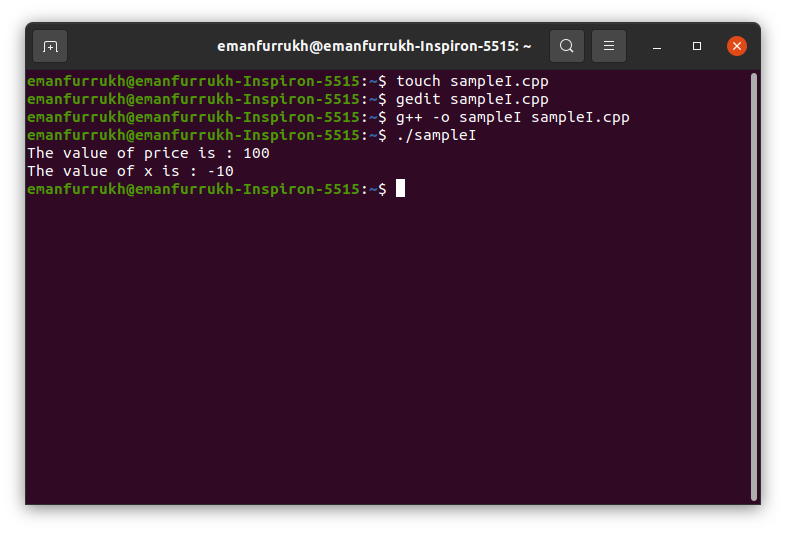 emanfurrukh@emanfurrukh-Inspiron-5515: ~
emanfurrukh@emanfurrukh-Inspiron-5515:~$ touch sampleI.cpp
emanfurrukh@emanfurrukh-Inspiron-5515:~$ gedit sampleI.cpp
emanfurrukh@emanfurrukh-Inspiron-5515:~$ g++ -o sampleI sampleI.cpp
emanfurrukh@emanfurrukh-Inspiron-5515:~$ ./sampleI
The value of price is : 100
The value of x is : -10
emanfurrukh@emanfurrukh-Inspiron-5515:~$